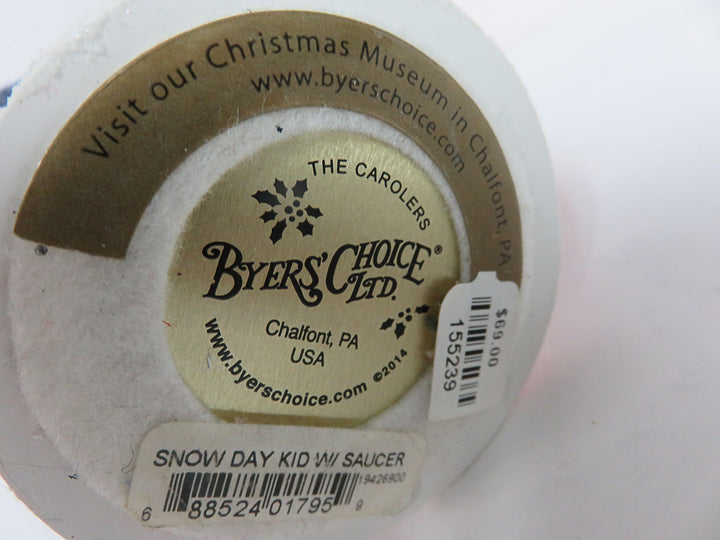 Visit our Christmas Museum in Chalfont, PA
www.byerschoice.com
THE CAROLERS
BYERS' CHOICE®
LTD.
Chalfont, PA
USA
www.byerschoice.com ©2014
$69.00
155239
SNOW DAY KID W/ SAUCER
19426900
6 88524 01795 9